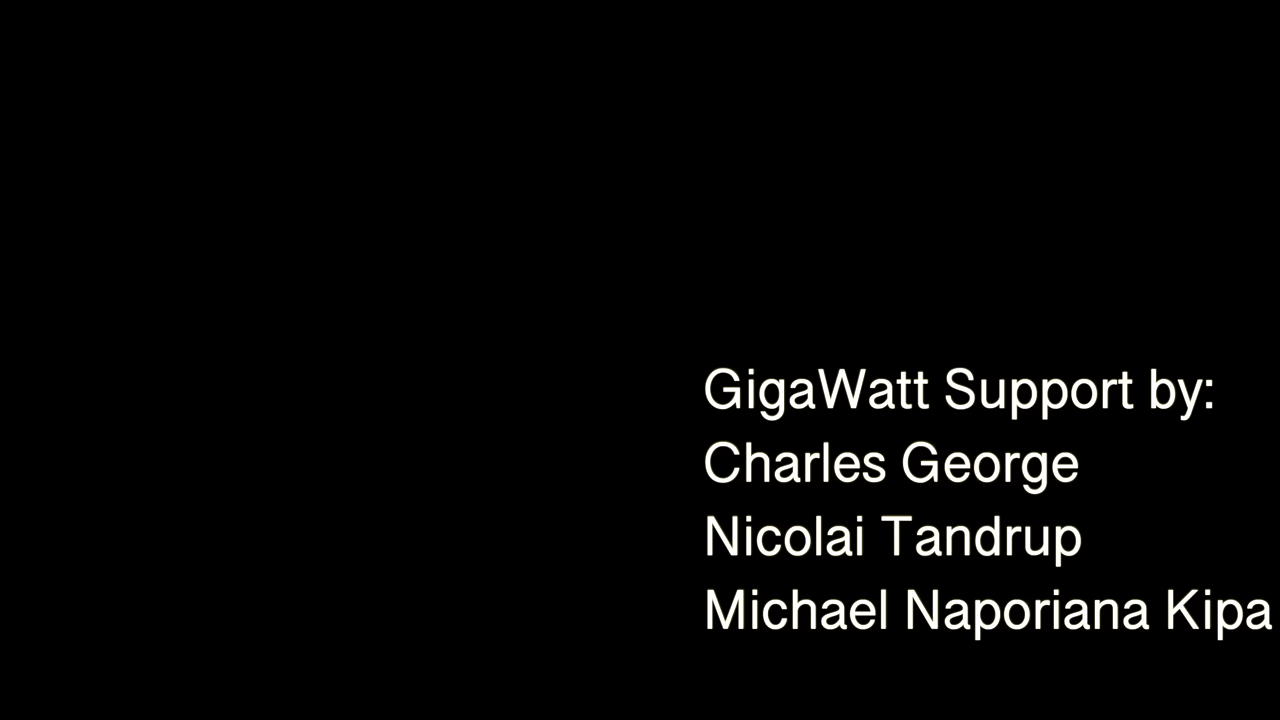 GigaWatt Support by:
Charles George
Nicolai Tandrup
Michael Naporiana Kipa